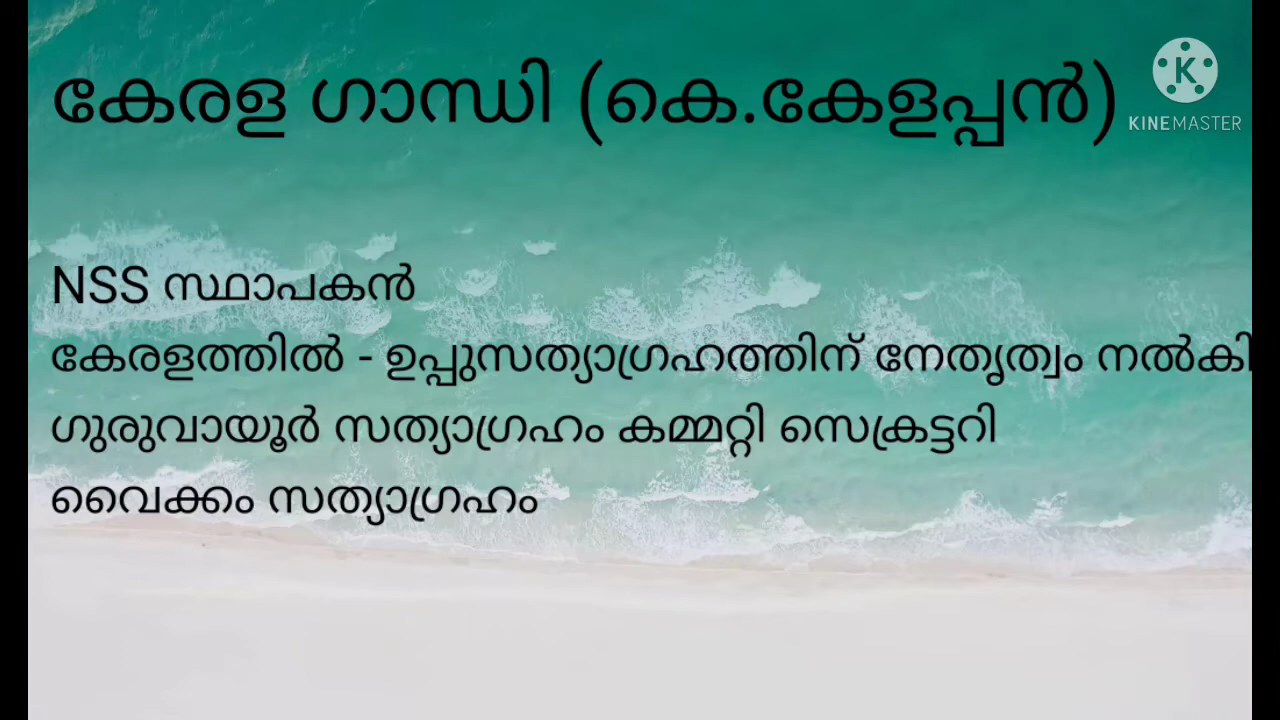 കേരള ഗാന്ധി (കെ.കേളപ്പൻ)
KINEMASTER
NSS സ്ഥാപകൻ
കേരളത്തിൽ - ഉപ്പുസത്യാഗ്രഹത്തിന് നേതൃത്വം നൽകി
ഗുരുവായൂർ സത്യാഗ്രഹം കമ്മറ്റി സെക്രട്ടറി
വൈക്കം സത്യാഗ്രഹം